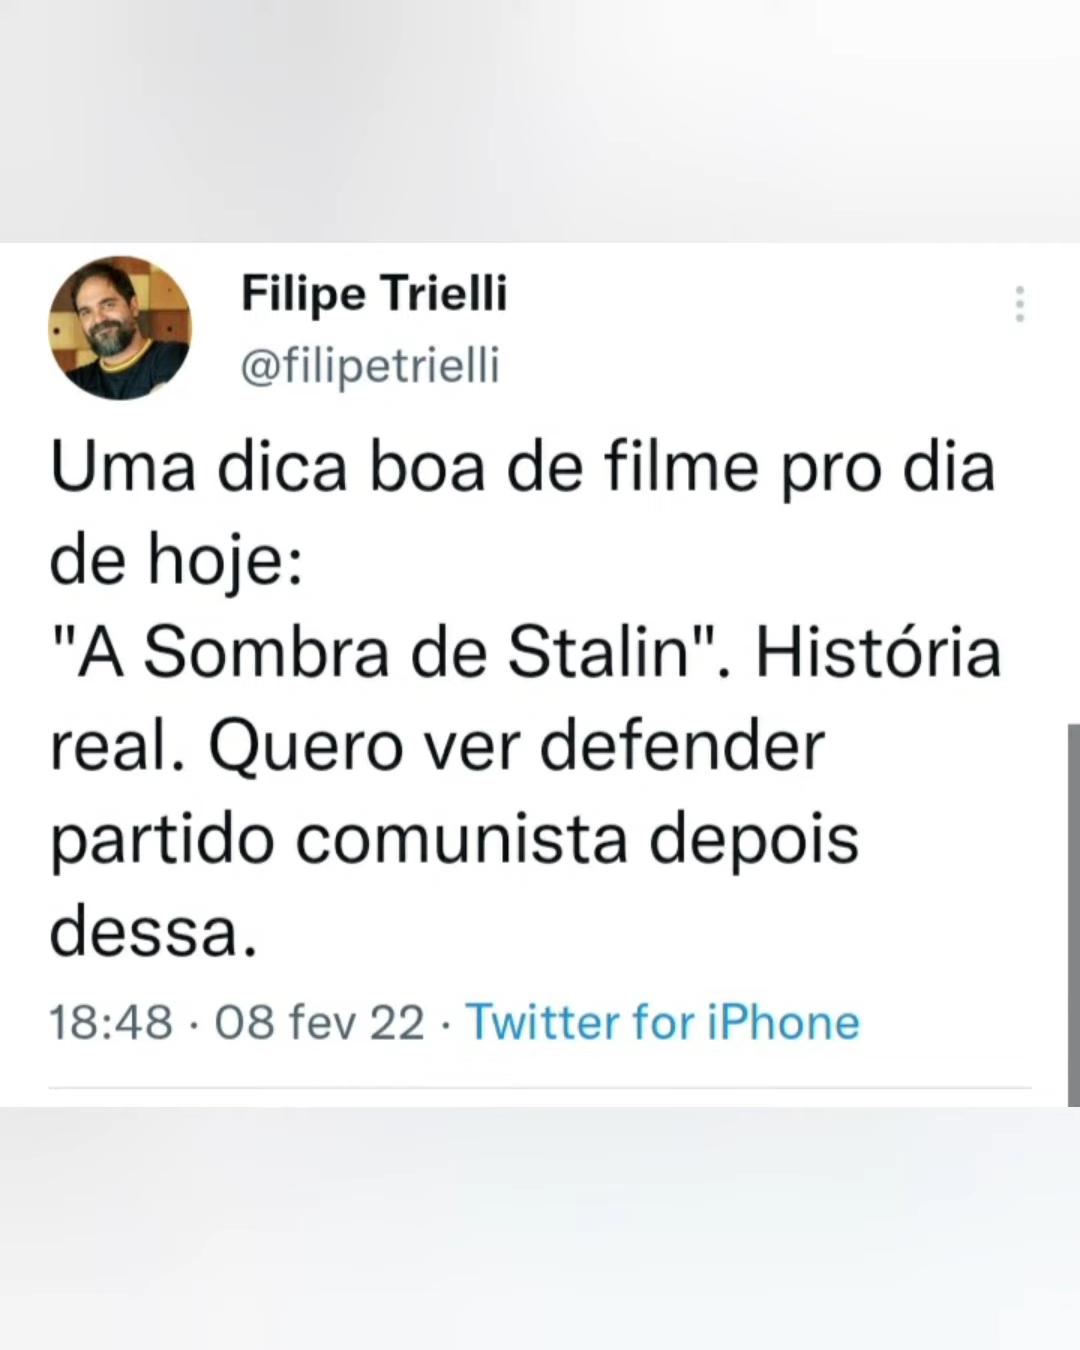 Filipe Trielli
@filipetrielli
Uma dica boa de filme pro dia
de hoje:
"A Sombra de Stalin". História
real. Quero ver defender
partido comunista depois
dessa.
18:48 · 08 fev 22 · Twitter for iPhone